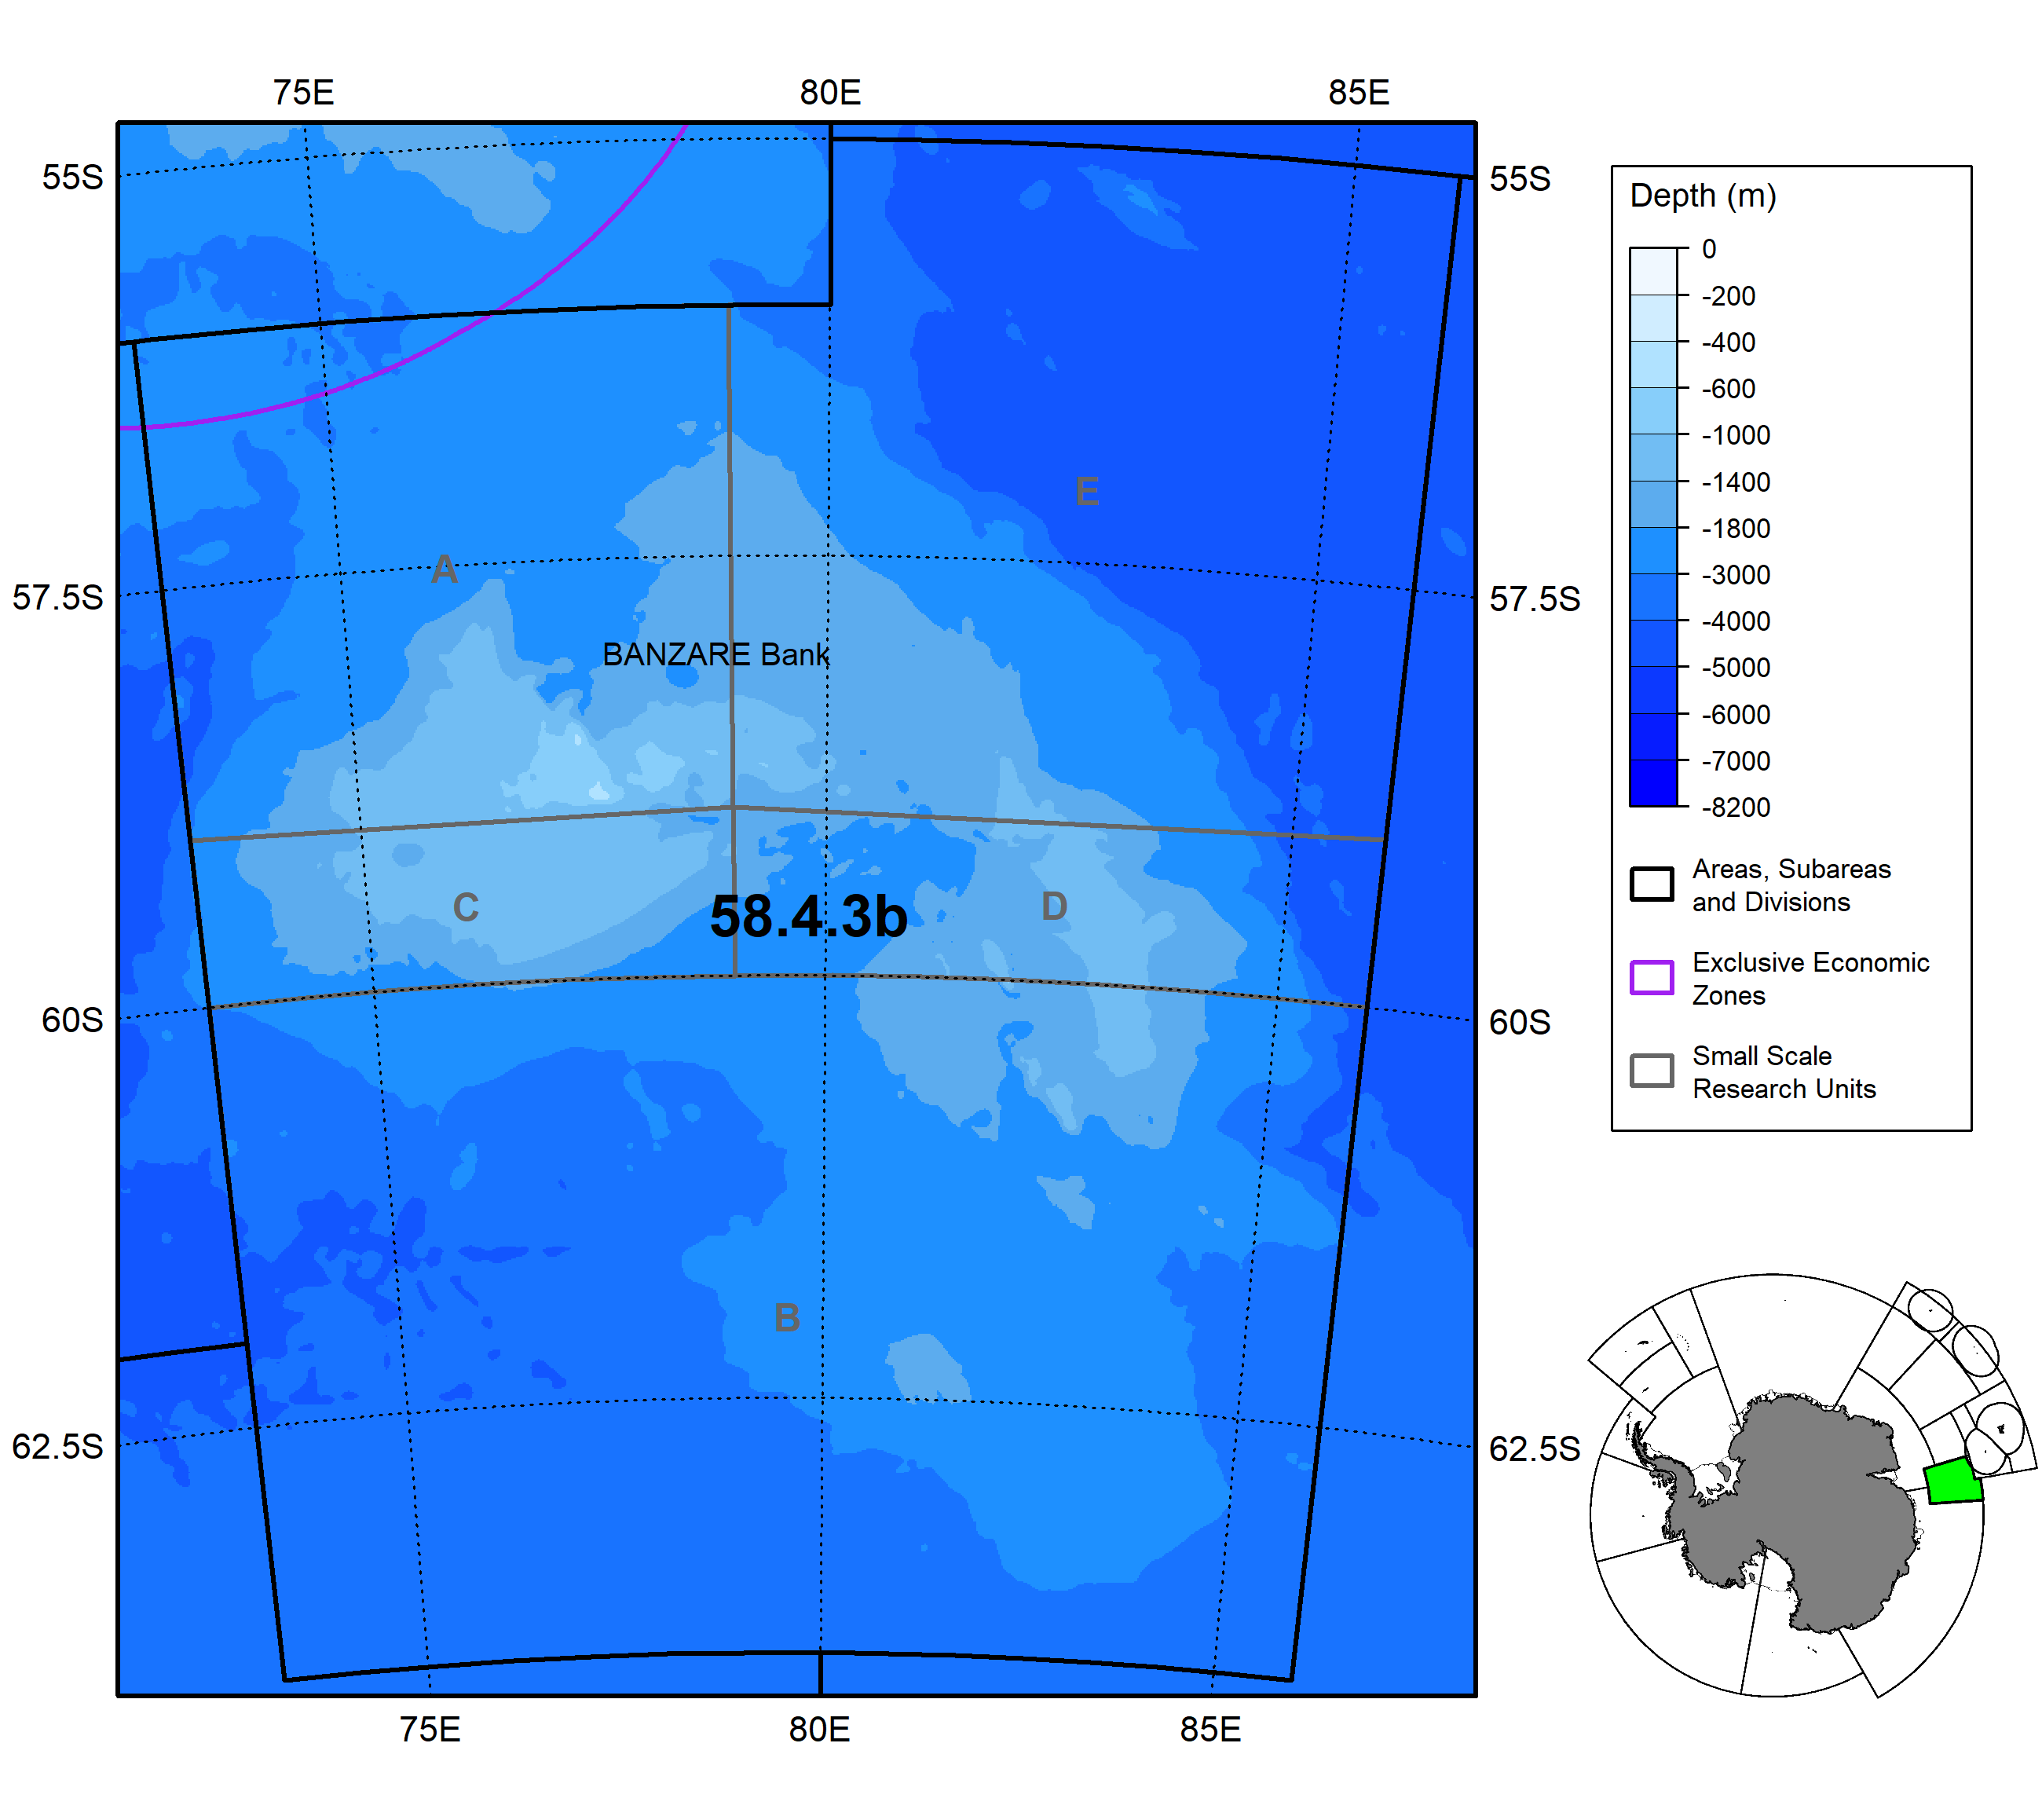 75E 80E 85E
55S 55S
Depth (m)
0
-200
-400
-600
-1000
-1400
-1800
-3000
-4000
-5000
-6000
-7000
-8200
E
A
57.5S 57.5S
BANZARE Bank
Areas, Subareas
and Divisions
C 58.4.3b D
Exclusive Economic
Zones
60S 60S
Small Scale
Research Units
B
62.5S 62.5S
75E 80E 85E